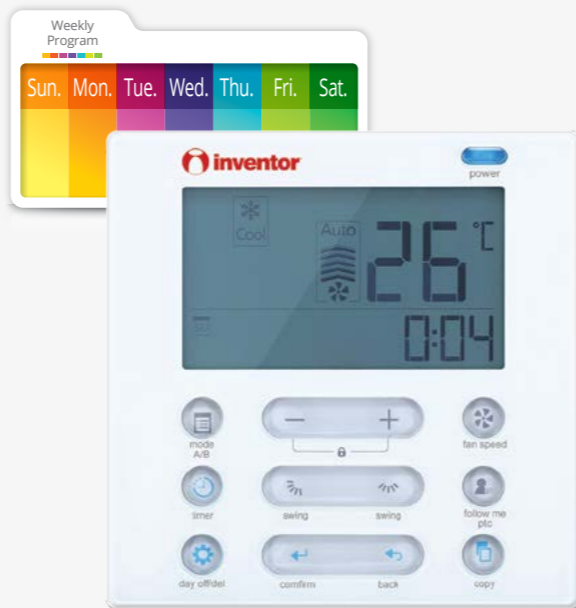 Weekly
Program
Sun. Mon. Tue. Wed. Thu. Fri. Sat.
inventor
power
Cool
Auto
26 °C
0:04
mode
A/B
− +
fan speed
timer
swing
swing
follow me
ptc
day off/del
comfirm
back
copy